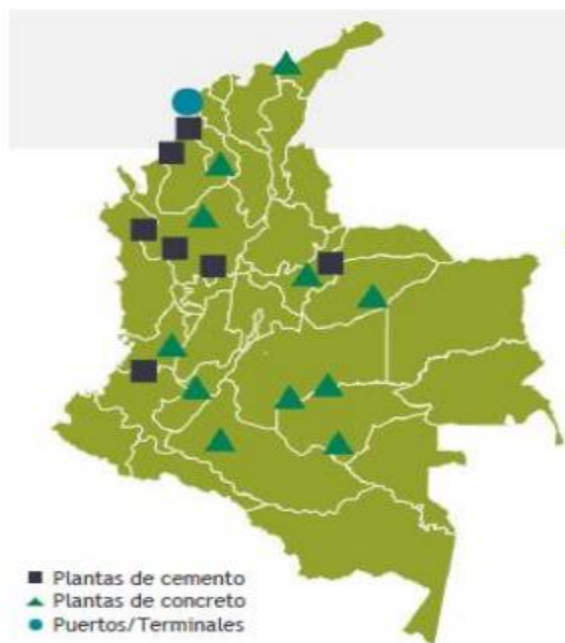 Plantas de cemento
Plantas de concreto
Puertos/Terminales